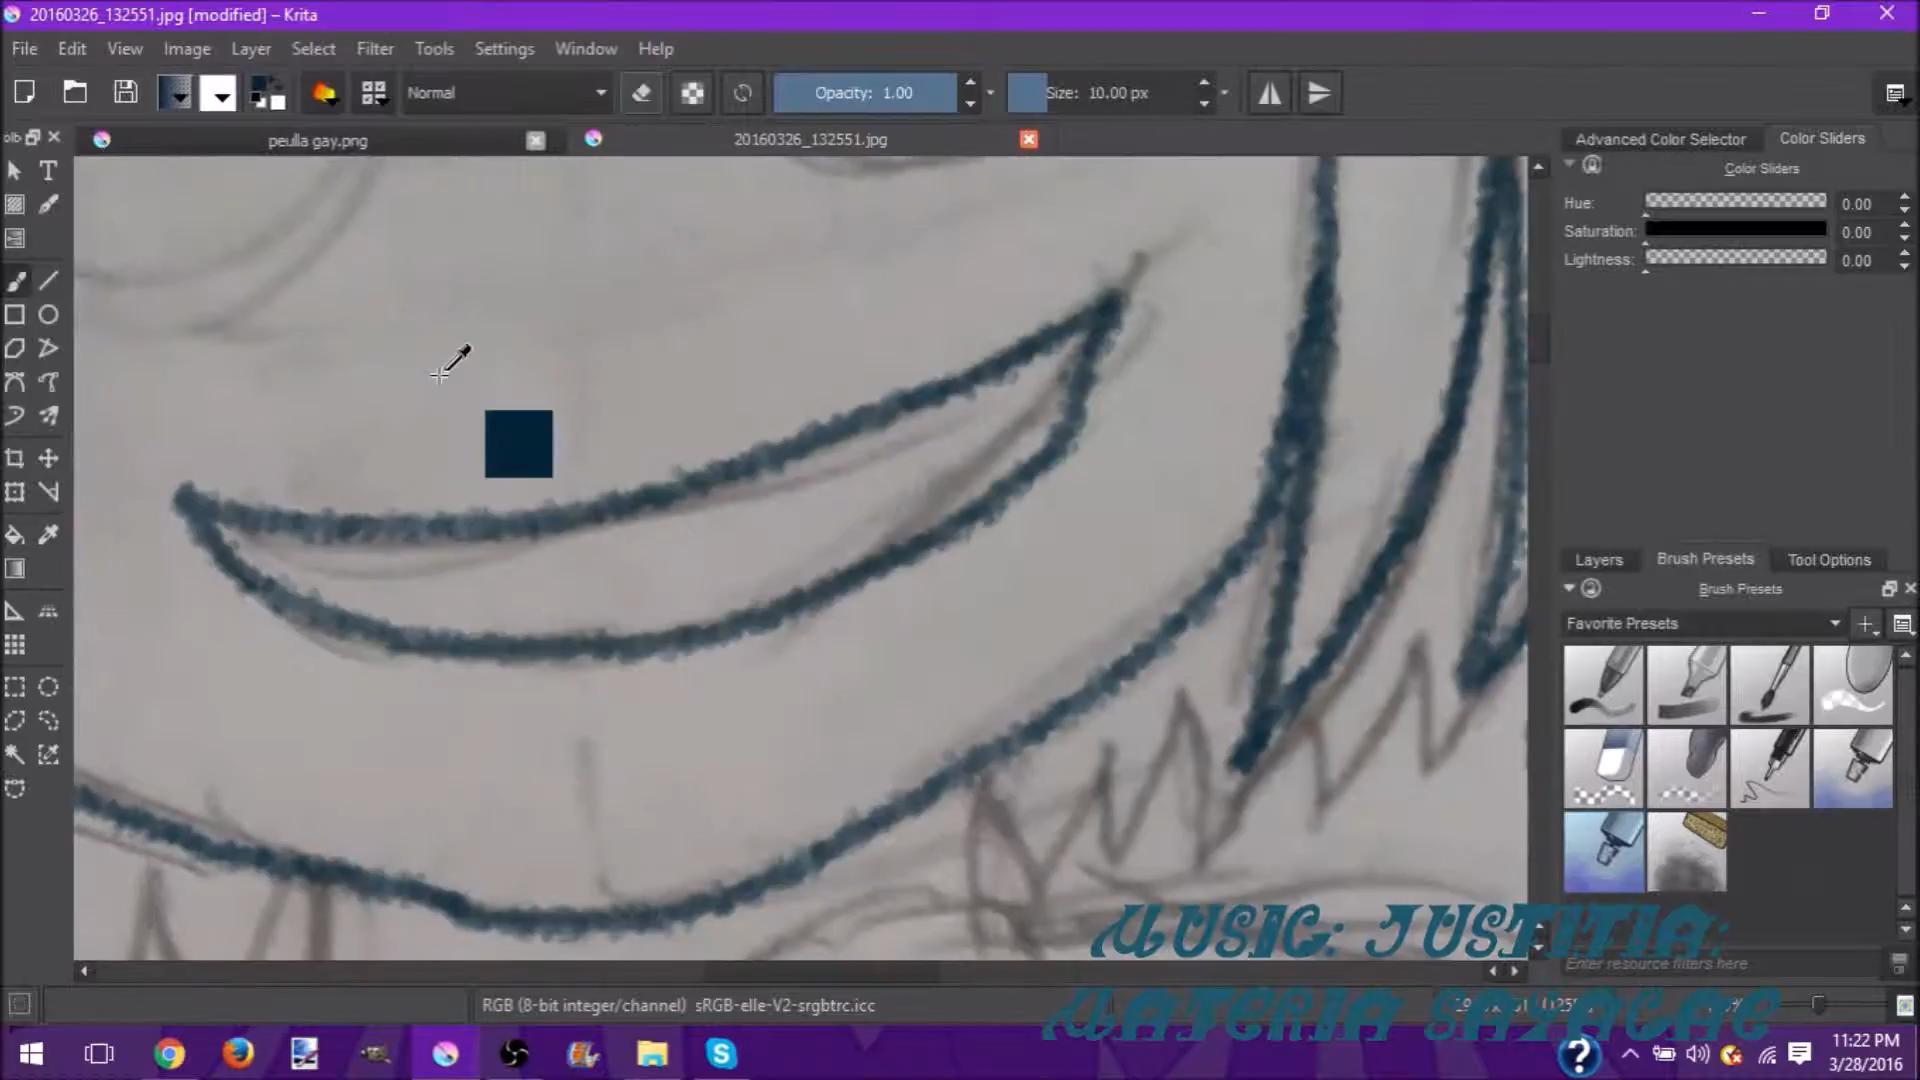 20160326_132551.jpg [modified] – Krita
File Edit View Image Layer Select Filter Tools Settings Window Help
Normal Opacity: 1.00 Size: 10.00 px
peulla gay.png 20160326_132551.jpg
Advanced Color Selector Color Sliders
Color Sliders
Hue: 0.00
Saturation: 0.00
Lightness: 0.00
Layers Brush Presets Tool Options
Brush Presets
Favorite Presets
MUSIC: JUSTITIA:
Enter resource filters here
RGB (8-bit integer/channel) sRGB-elle-V2-srgbtrc.icc
11:22 PM
3/28/2016